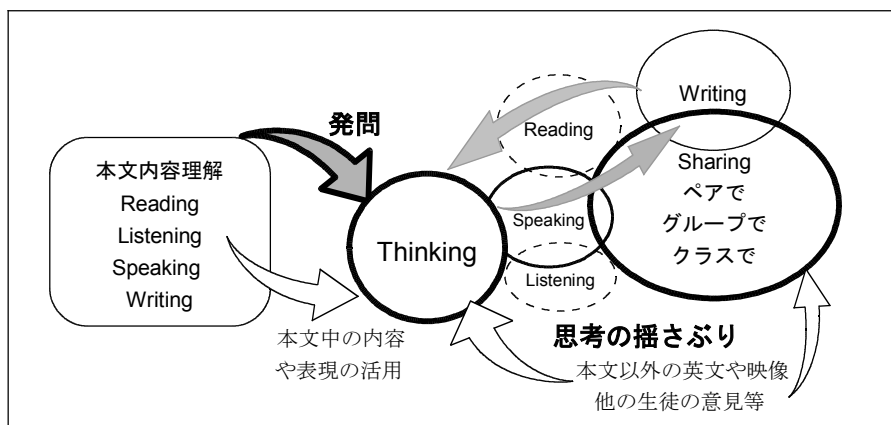 本文内容理解
Reading
Listening
Speaking
Writing
発問
Thinking
本文中の内容
や表現の活用
Reading
Speaking
Listening
Writing
Sharing
ペアで
グループで
クラスで
思考の揺さぶり
本文以外の英文や映像
他の生徒の意見等